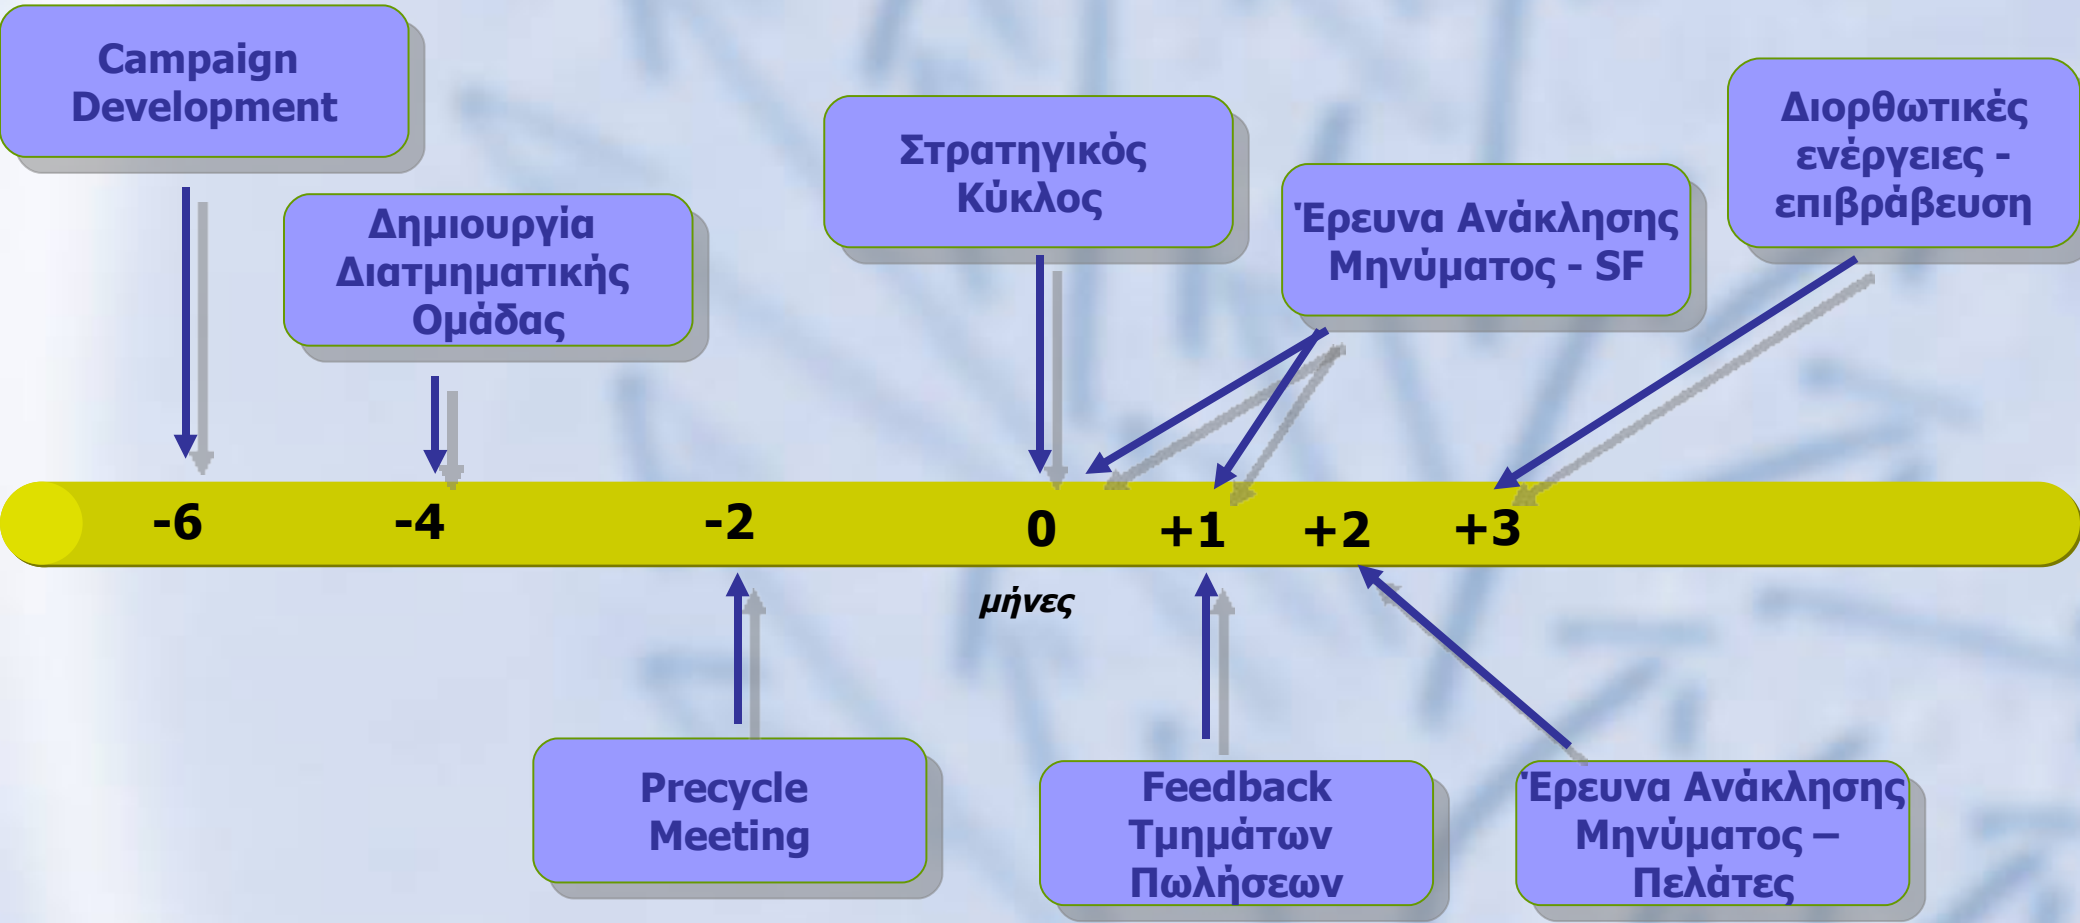 Campaign
Development
Δημιουργία
Διατμηματικής
Ομάδας
Στρατηγικός
Κύκλος
Έρευνα Ανάκλησης
Μηνύματος - SF
Διορθωτικές
ενέργειες -
επιβράβευση
-6 -4 -2 0 +1 +2 +3
μήνες
Precycle
Meeting
Feedback
Τμημάτων
Πωλήσεων
Έρευνα Ανάκλησης
Μηνύματος –
Πελάτες